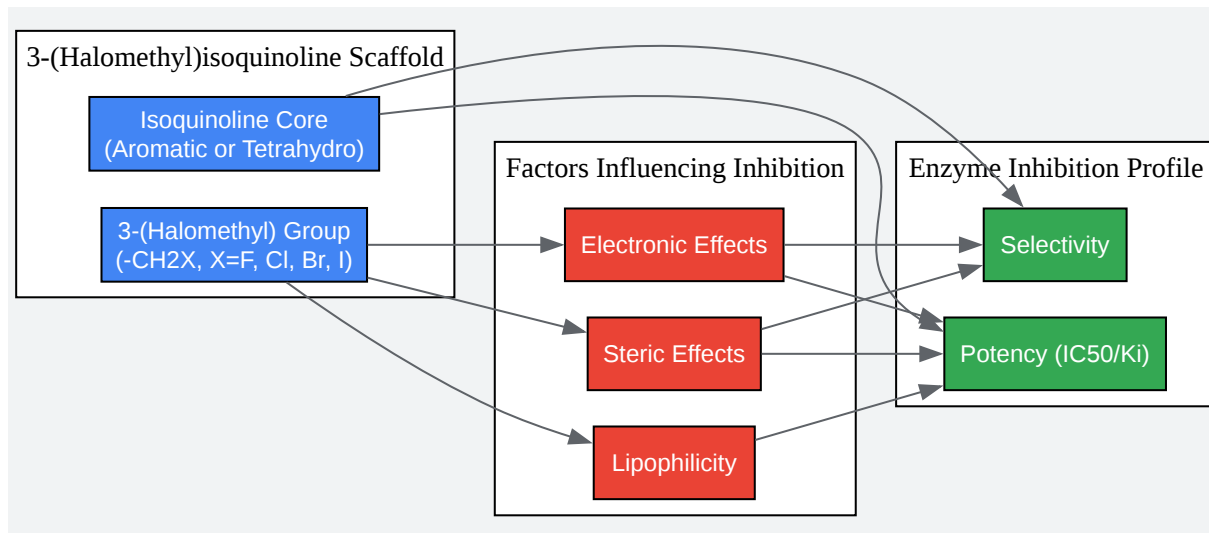 3-(Halomethyl)isoquinoline Scaffold
Isoquinoline Core
(Aromatic or Tetrahydro)
3-(Halomethyl) Group
(-CH2X, X=F, Cl, Br, I)
Factors Influencing Inhibition
Electronic Effects
Steric Effects
Lipophilicity
Enzyme Inhibition Profile
Selectivity
Potency (IC50/Ki)